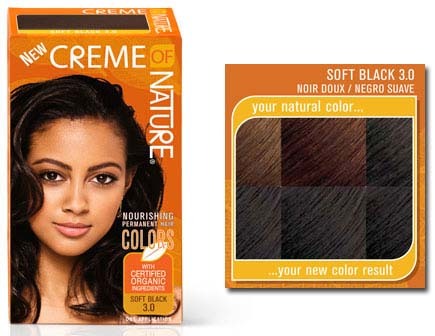 NEW CREME OF
NATURE®
NOURISHING
PERMANENT HAIR
COLORS
WITH
CERTIFIED
ORGANIC
INGREDIENTS
SOFT BLACK
3.0
APPLICATION
SOFT BLACK 3.0
NOIR DOUX / NEGRO SUAVE
your natural color...
...your new color result